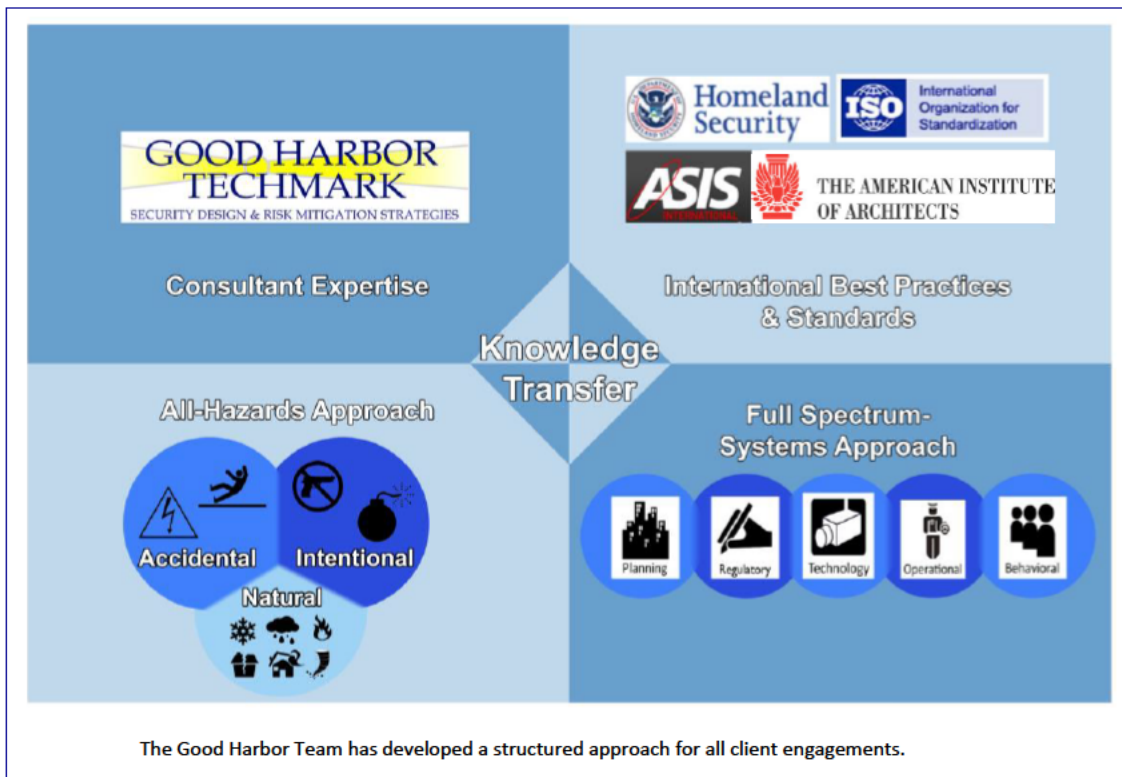 GOOD HARBOR
TECHMARK
SECURITY DESIGN & RISK MITIGATION STRATEGIES
Consultant Expertise
Homeland
Security
ISO
International
Organization for
Standardization
ASIS
INTERNATIONAL
THE AMERICAN INSTITUTE
OF ARCHITECTS
International Best Practices
& Standards
Knowledge
Transfer
All-Hazards Approach
Accidental
Intentional
Natural
Full Spectrum-
Systems Approach
Planning
Regulatory
Technology
Operational
Behavioral
The Good Harbor Team has developed a structured approach for all client engagements.